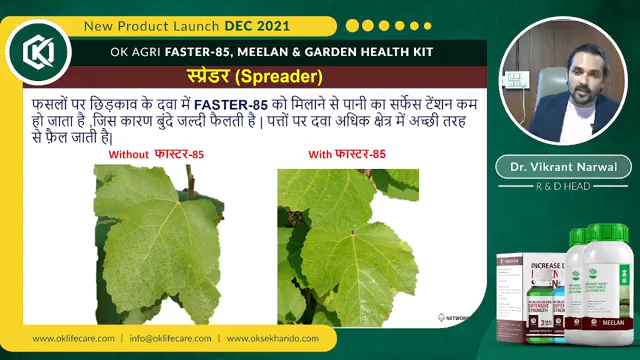 New Product Launch DEC 2021
OK AGRI FASTER-85, MEELAN & GARDEN HEALTH KIT
स्प्रेडर (Spreader)
फसलों पर छिड़काव के दवा में FASTER-85 को मिलाने से पानी का सर्फेस टेंशन कम
हो जाता है ,जिस कारण बुंदे जल्दी फैलती है | पत्तों पर दवा अधिक क्षेत्र में अच्छी तरह
से फ़ैल जाती है|
Without फास्टर-85
With फास्टर-85
Dr. Vikrant Narwal
R & D HEAD
INCREASE D
MEELAN
NETWORK
www.oklifecare.com | info@oklifecare.com | www.oksekharido.com